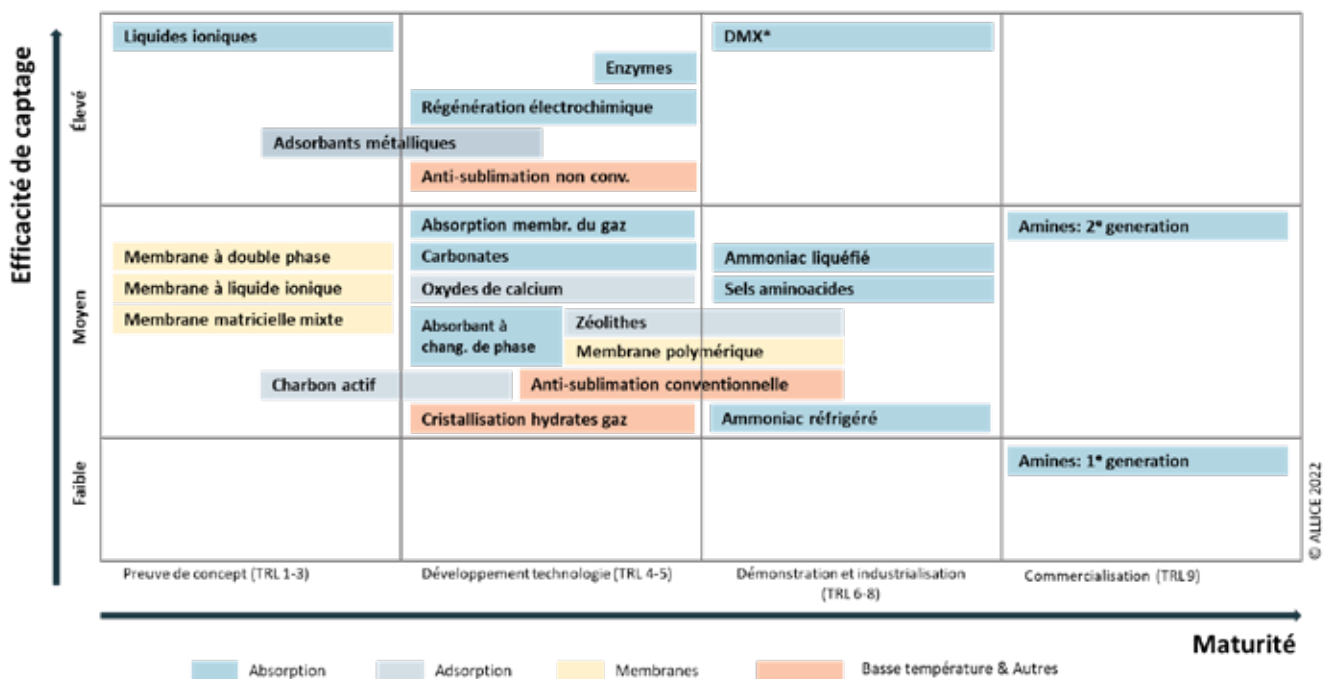 Efficacité de captage
Élevé
Liquides ioniques
DMX*
Enzymes
Régénération électrochimique
Adsorbants métalliques
Anti-sublimation non conv.
Moyen
Absorption membr. du gaz
Amines: 2ᵉ generation
Membrane à double phase
Carbonates
Ammoniac liquéfié
Membrane à liquide ionique
Oxydes de calcium
Sels aminoacides
Membrane matricielle mixte
Absorbant à
chang. de phase
Zéolithes
Membrane polymérique
Charbon actif
Anti-sublimation conventionnelle
Cristallisation hydrates gaz
Ammoniac réfrigéré
Faible
Amines: 1ᵉ generation
Preuve de concept (TRL 1-3)
Développement technologie (TRL 4-5)
Démonstration et industrialisation
(TRL 6-8)
Commercialisation (TRL9)
© ALLICE 2022
Maturité
Absorption
Adsorption
Membranes
Basse température & Autres